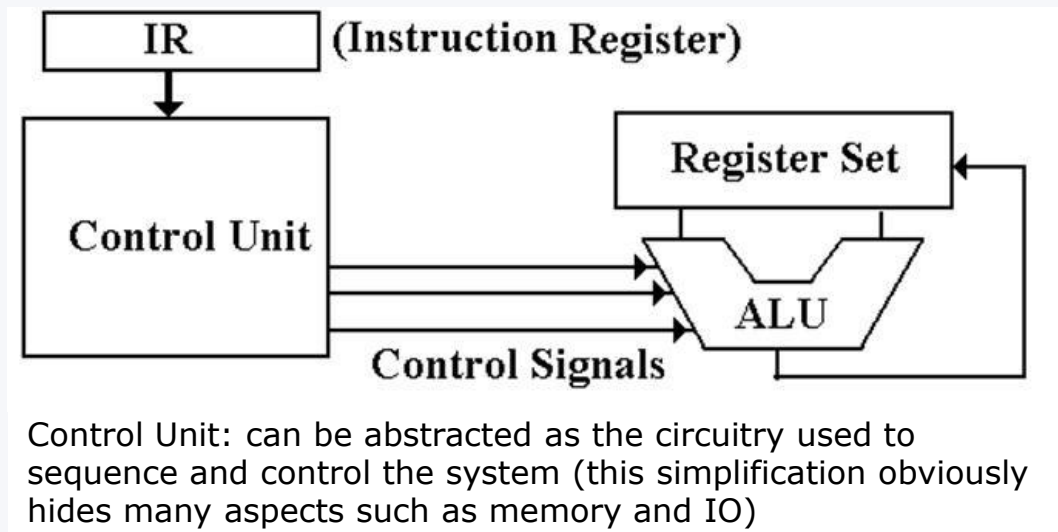 IR (Instruction Register)
Register Set
Control Unit
ALU
Control Signals
Control Unit: can be abstracted as the circuitry used to
sequence and control the system (this simplification obviously
hides many aspects such as memory and IO)